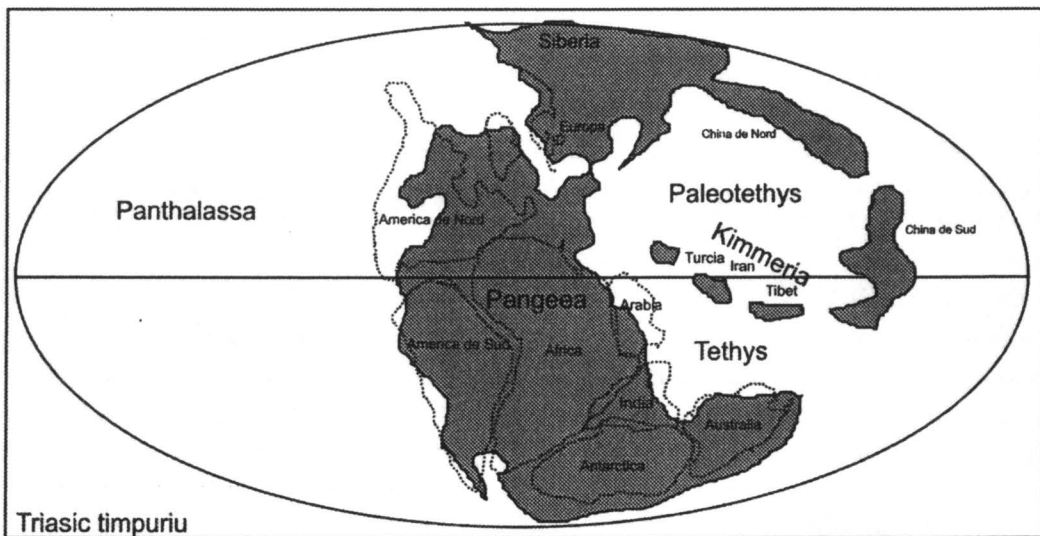 Siberia
Europa
China de Nord
Panthalassa
America de Nord
Paleotethys
China de Sud
Kimmeria
Turcia
Iran
Tibet
Pangeea
Arabia
America de Sud
Africa
Tethys
India
Australia
Antarctica
Triasic timpuriu